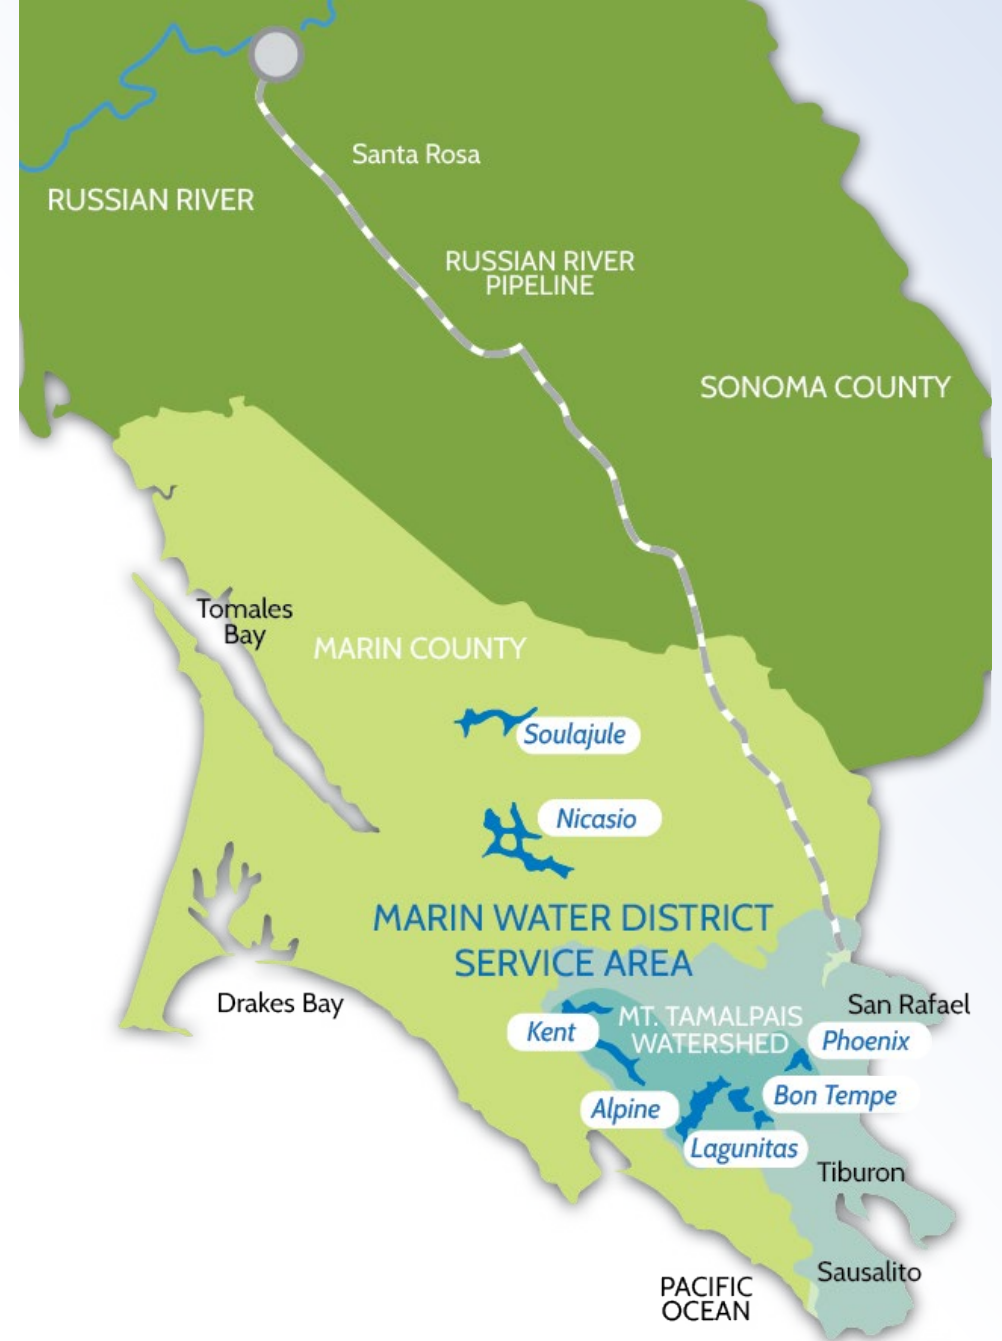 Santa Rosa
RUSSIAN RIVER
RUSSIAN RIVER
PIPELINE
SONOMA COUNTY
Tomales
Bay
MARIN COUNTY
Soulajule
Nicasio
MARIN WATER DISTRICT
SERVICE AREA
Drakes Bay
San Rafael
MT. TAMALPAIS
WATERSHED
Kent
Phoenix
Bon Tempe
Alpine
Lagunitas
Tiburon
Sausalito
PACIFIC
OCEAN